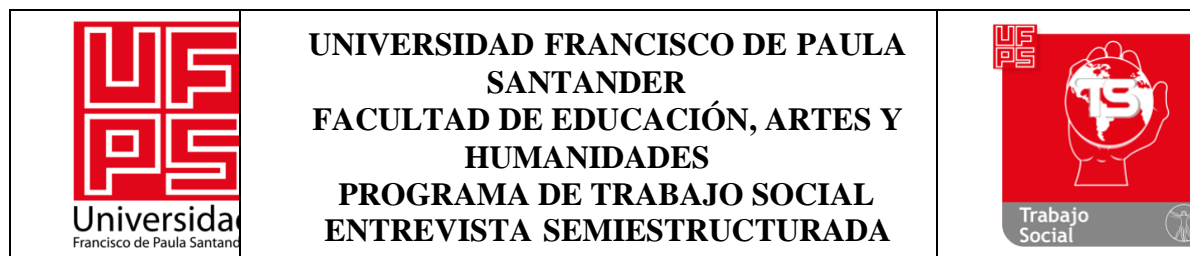 UF
PS
Universida
Francisco de Paula Santand
UNIVERSIDAD FRANCISCO DE PAULA
SANTANDER
FACULTAD DE EDUCACIÓN, ARTES Y
HUMANIDADES
PROGRAMA DE TRABAJO SOCIAL
ENTREVISTA SEMIESTRUCTURADA
UF
PS
TS
Trabajo
Social